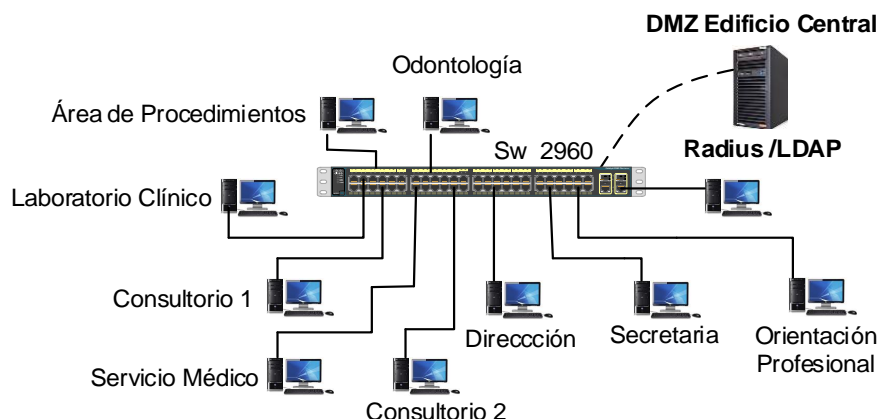 DMZ Edificio Central
Odontología
Área de Procedimientos
Sw 2960
Radius /LDAP
Laboratorio Clínico
Consultorio 1
Direccción
Secretaria
Orientación
Profesional
Servicio Médico
Consultorio 2